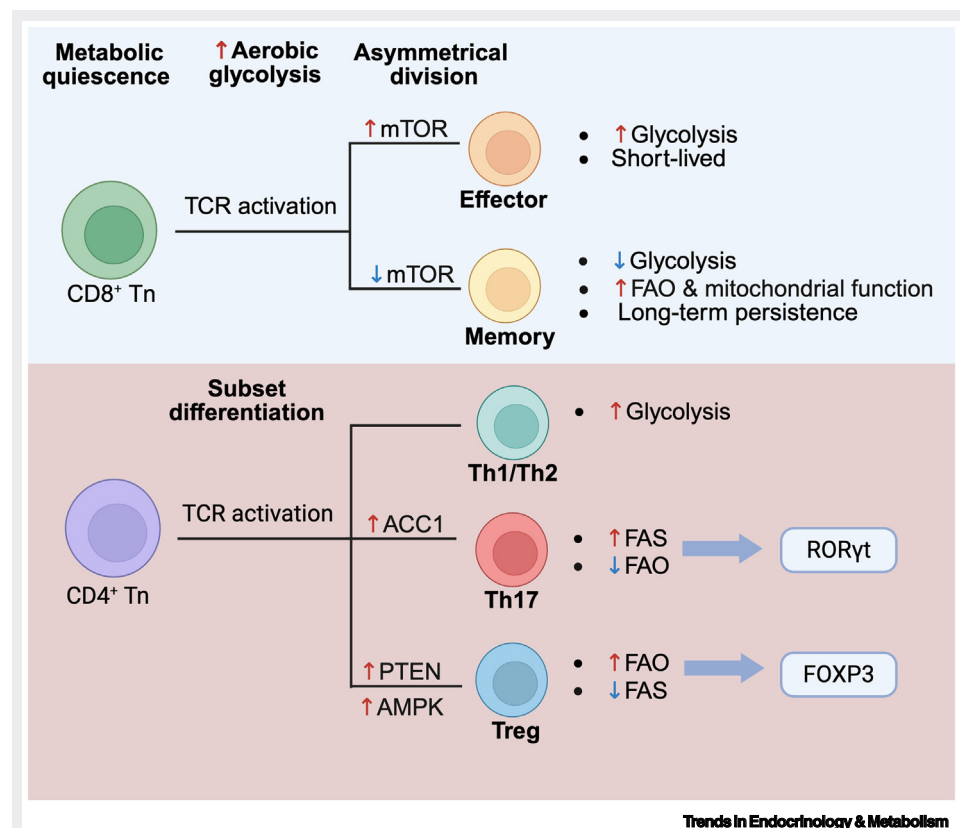 Metabolic
quiescence
↑Aerobic
glycolysis
Asymmetrical
division
CD8⁺ Tn
TCR activation
↑mTOR
Effector
• ↑Glycolysis
• Short-lived
↓mTOR
Memory
• ↓Glycolysis
• ↑FAO & mitochondrial function
• Long-term persistence
Subset
differentiation
CD4⁺ Tn
TCR activation
Th1/Th2
• ↑Glycolysis
↑ACC1
Th17
• ↑FAS
• ↓FAO
RORγt
↑PTEN
↑AMPK
Treg
• ↑FAO
• ↓FAS
FOXP3
Trends in Endocrinology & Metabolism